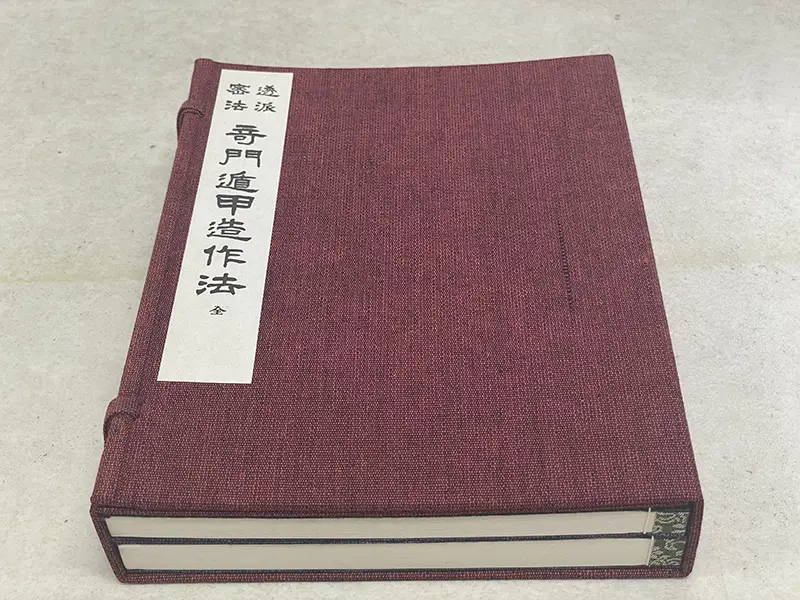 透派
密法
奇門遁甲造作法
全